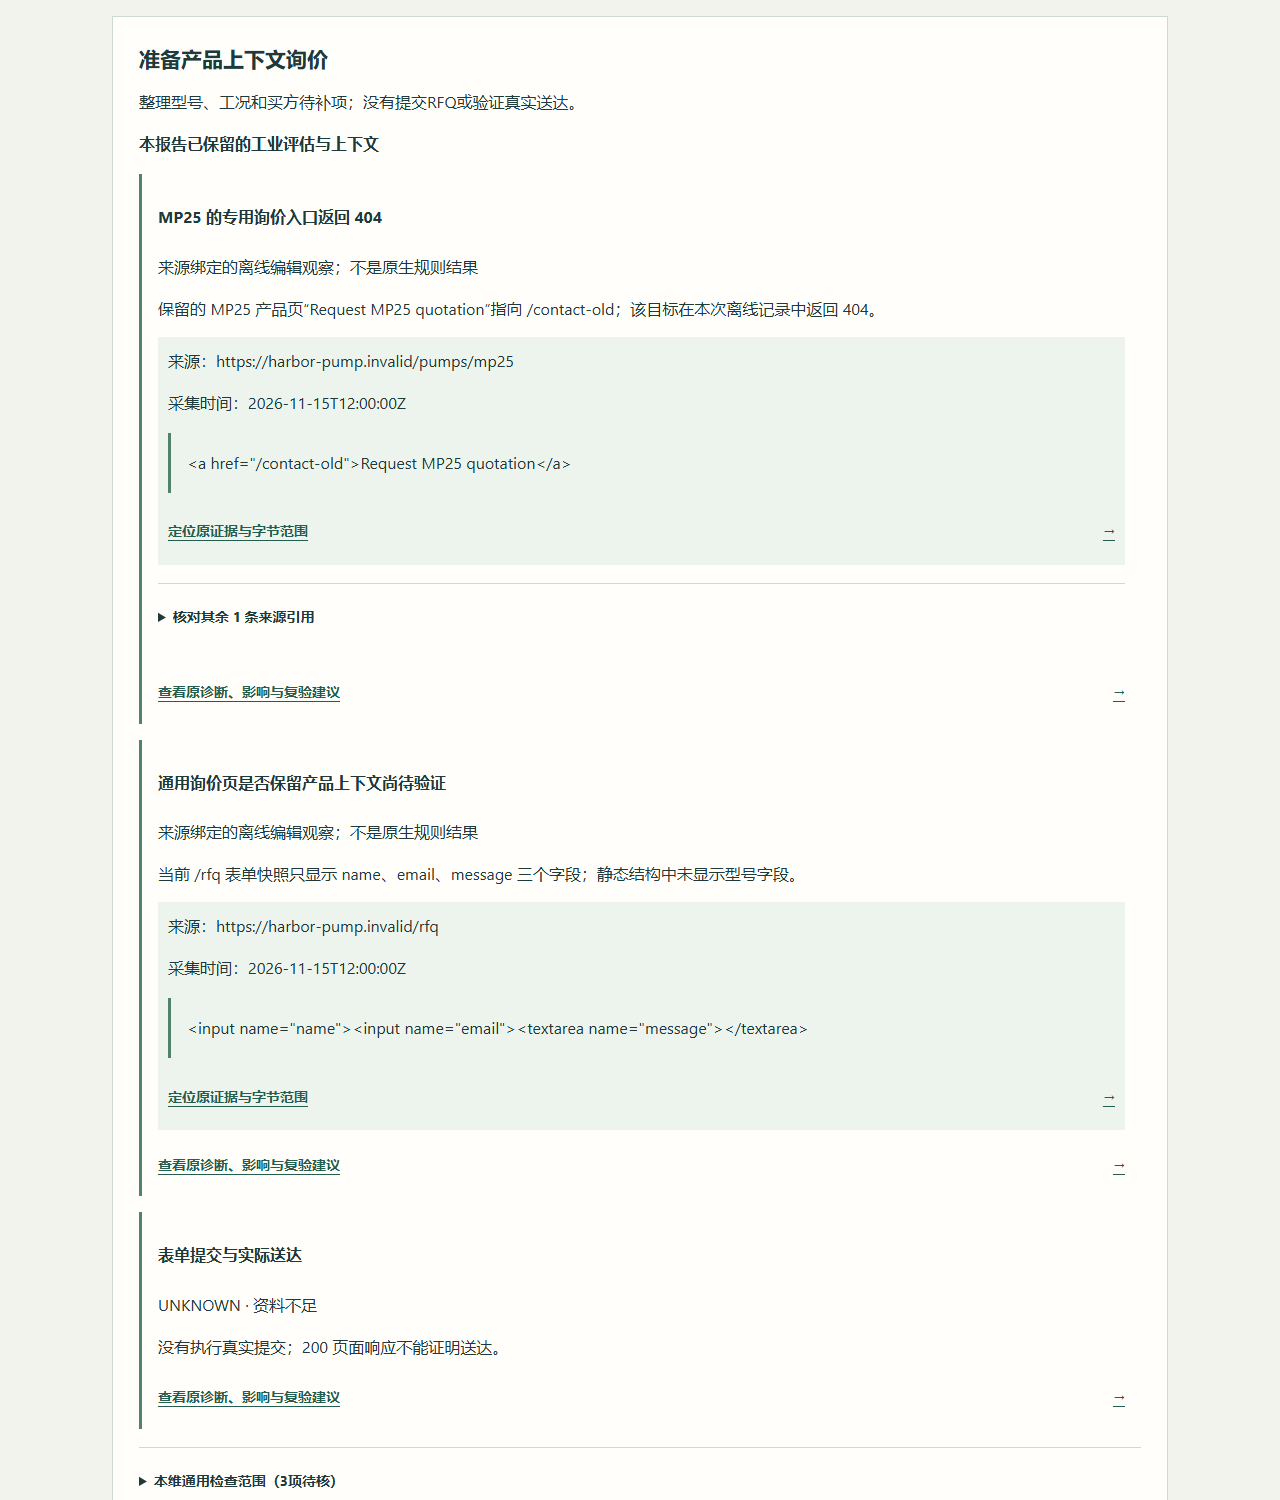 准备产品上下文询价
整理型号、工况和买方待补项；没有提交RFQ或验证真实送达。
本报告已保留的工业评估与上下文
MP25 的专用询价入口返回 404
来源绑定的离线编辑观察；不是原生规则结果
保留的 MP25 产品页“Request MP25 quotation”指向 /contact-old；该目标在本次离线记录中返回 404。
来源：https://harbor-pump.invalid/pumps/mp25
采集时间：2026-11-15T12:00:00Z
<a href="/contact-old">Request MP25 quotation</a>
定位原证据与字节范围 →
▶ 核对其余 1 条来源引用
查看原诊断、影响与复验建议 →
通用询价页是否保留产品上下文尚待验证
来源绑定的离线编辑观察；不是原生规则结果
当前 /rfq 表单快照只显示 name、email、message 三个字段；静态结构中未显示型号字段。
来源：https://harbor-pump.invalid/rfq
采集时间：2026-11-15T12:00:00Z
<input name="name"><input name="email"><textarea name="message"></textarea>
定位原证据与字节范围 →
查看原诊断、影响与复验建议 →
表单提交与实际送达
UNKNOWN · 资料不足
没有执行真实提交；200 页面响应不能证明送达。
查看原诊断、影响与复验建议 →
▶ 本维通用检查范围（3项待核）